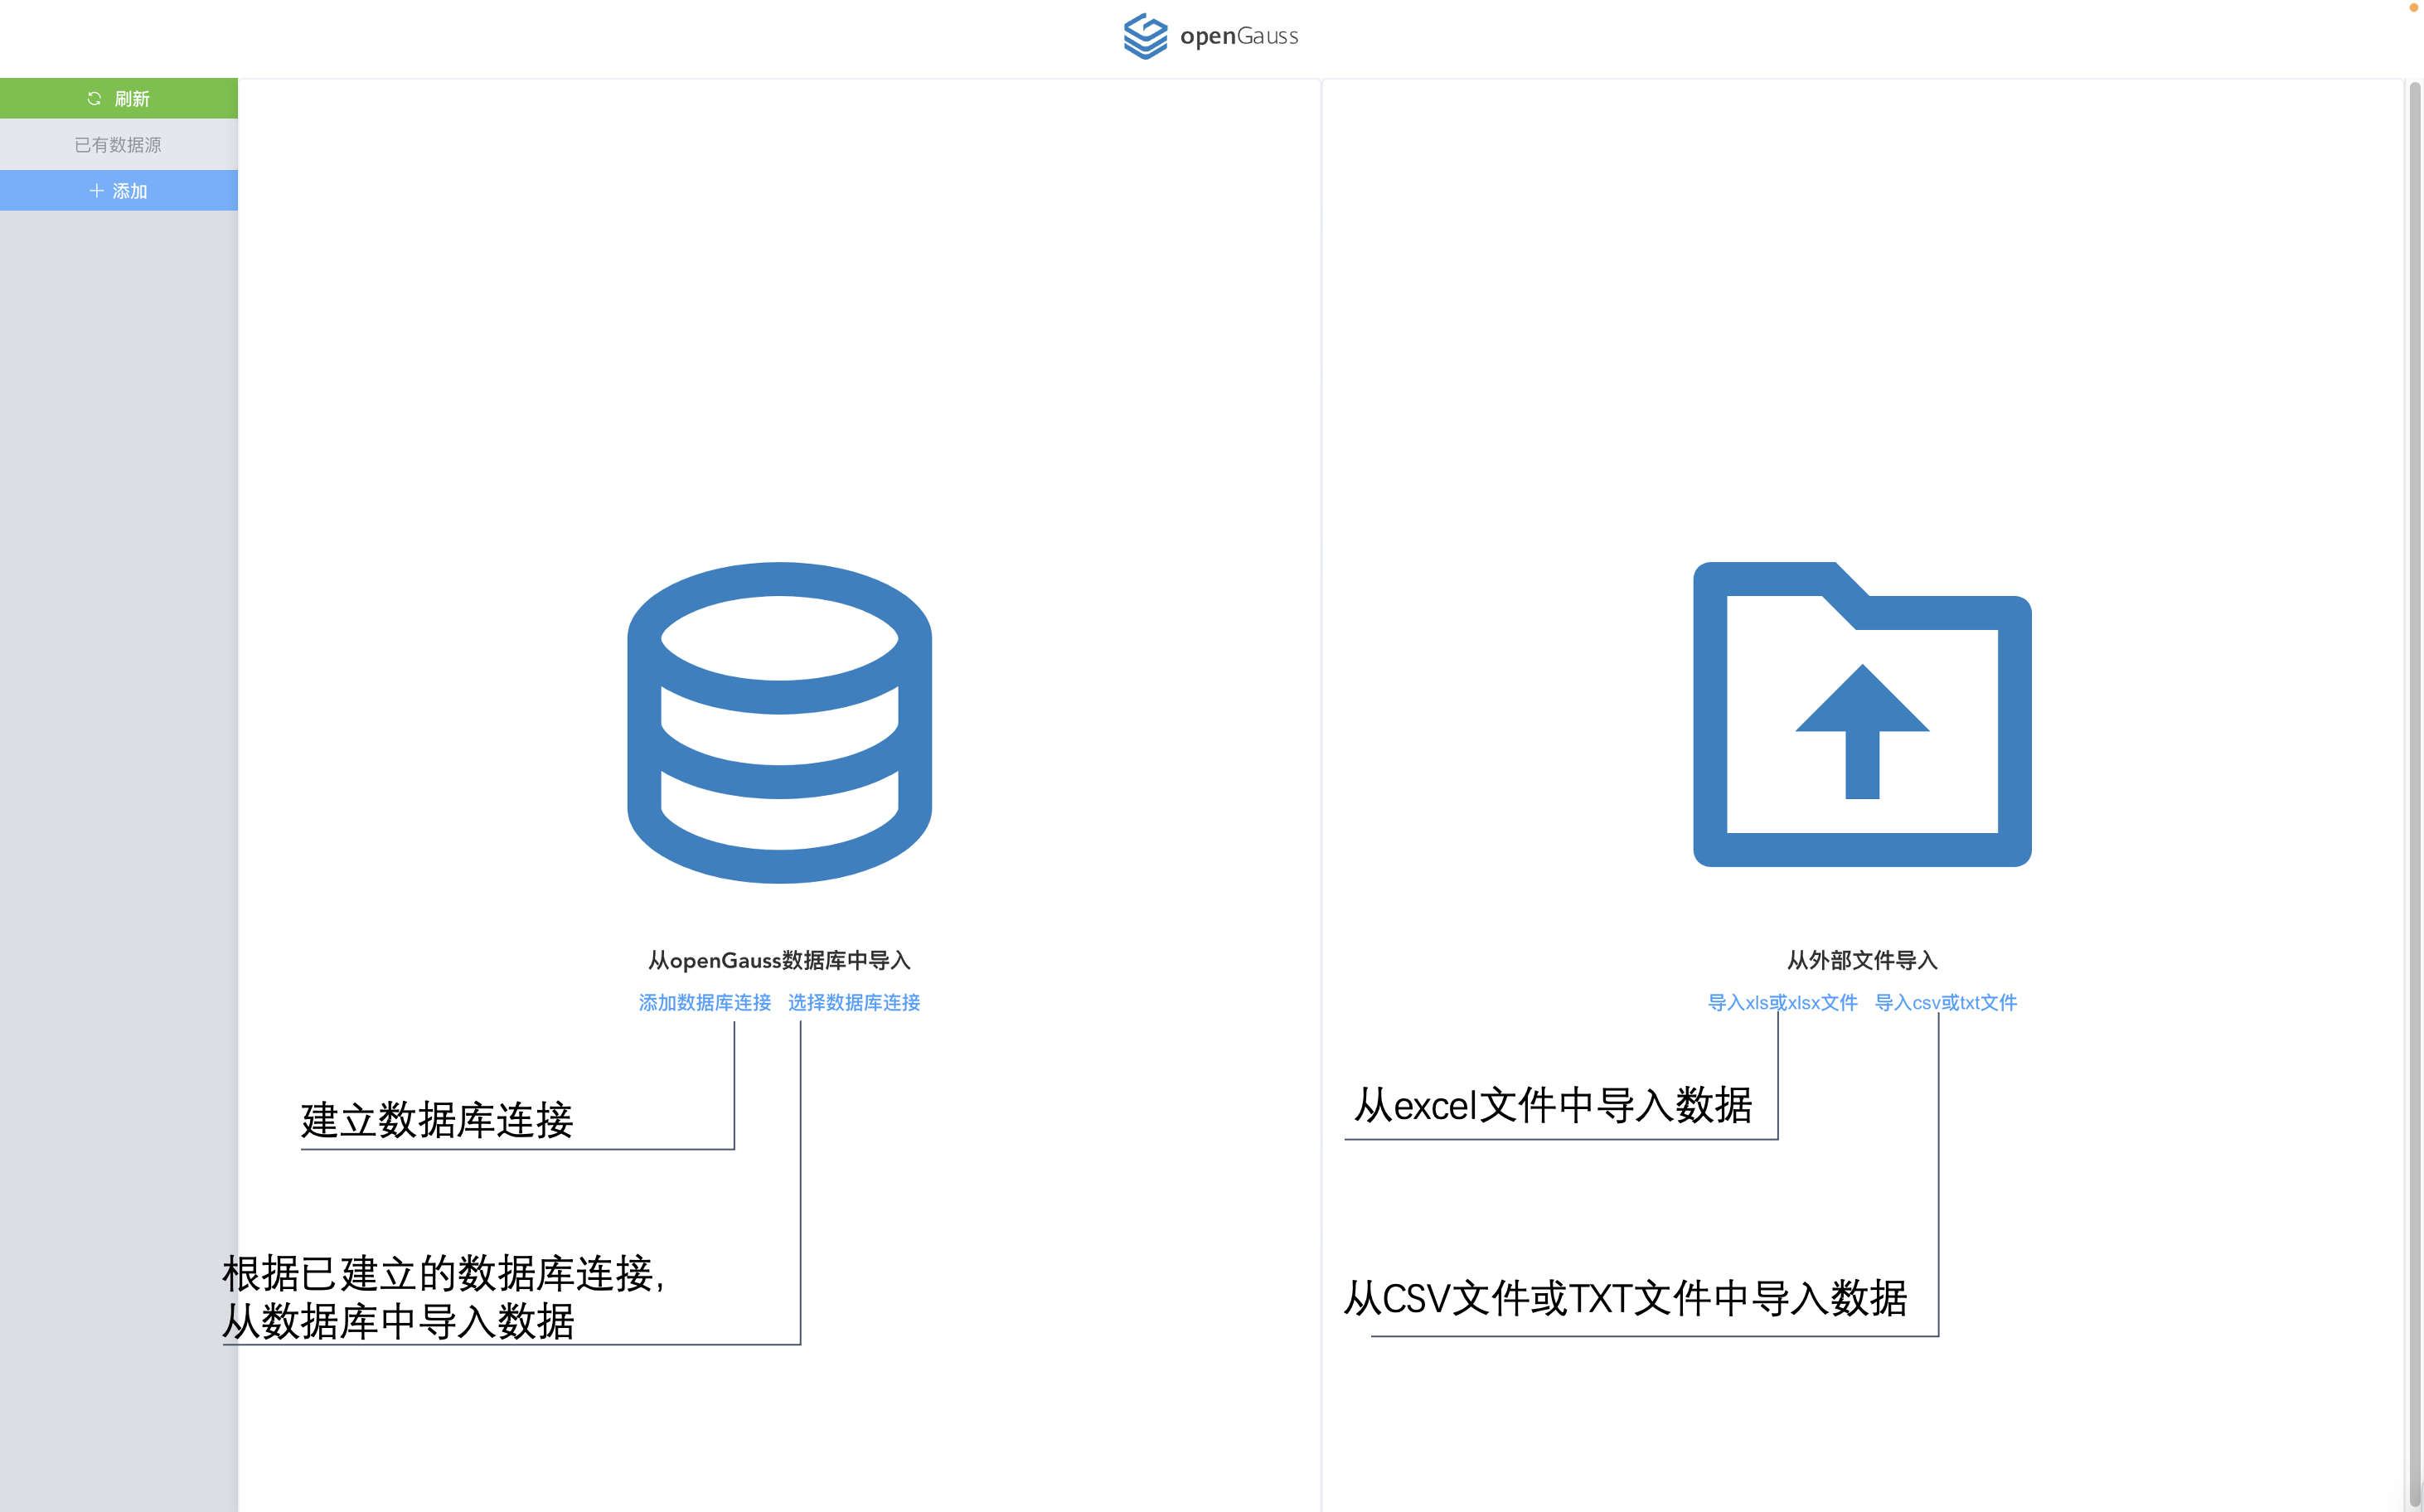 openGauss
刷新
已有数据源
添加
从openGauss数据库中导入
添加数据库连接 选择数据库连接
建立数据库连接
根据已建立的数据库连接,
从数据库中导入数据
从外部文件导入
导入xls或xlsx文件 导入csv或txt文件
从excel文件中导入数据
从CSV文件或TXT文件中导入数据